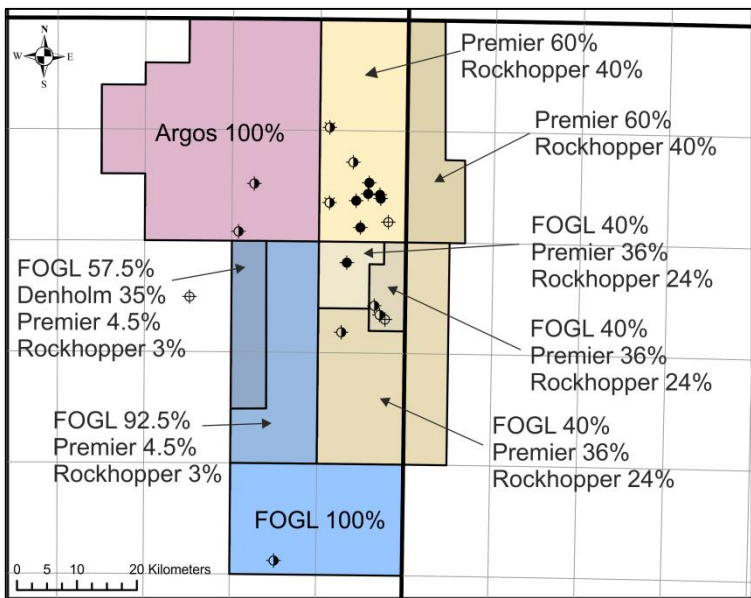 N
W E
S
Premier 60%
Rockhopper 40%
Argos 100%
Premier 60%
Rockhopper 40%
FOGL 40%
Premier 36%
Rockhopper 24%
FOGL 57.5%
Denholm 35%
Premier 4.5%
Rockhopper 3%
FOGL 40%
Premier 36%
Rockhopper 24%
FOGL 92.5%
Premier 4.5%
Rockhopper 3%
FOGL 40%
Premier 36%
Rockhopper 24%
FOGL 100%
0 5 10 20 Kilometers